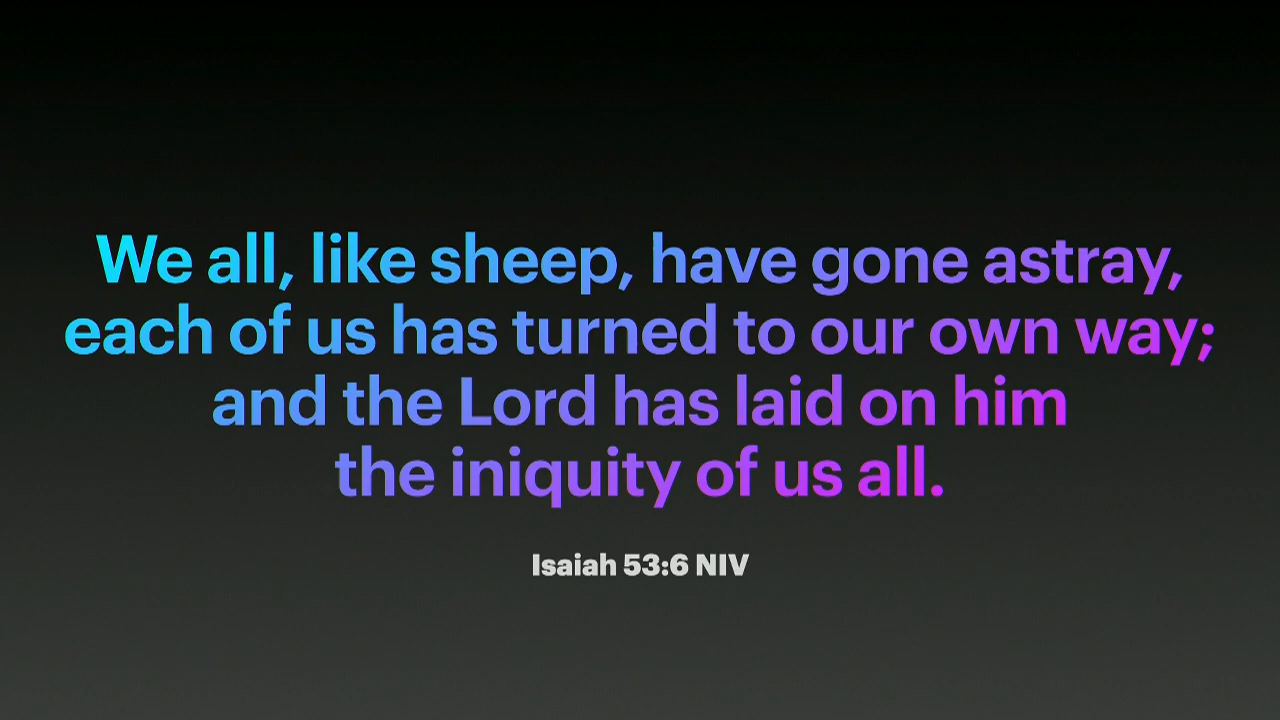 We all, like sheep, have gone astray,
each of us has turned to our own way;
and the Lord has laid on him
the iniquity of us all.
Isaiah 53:6 NIV